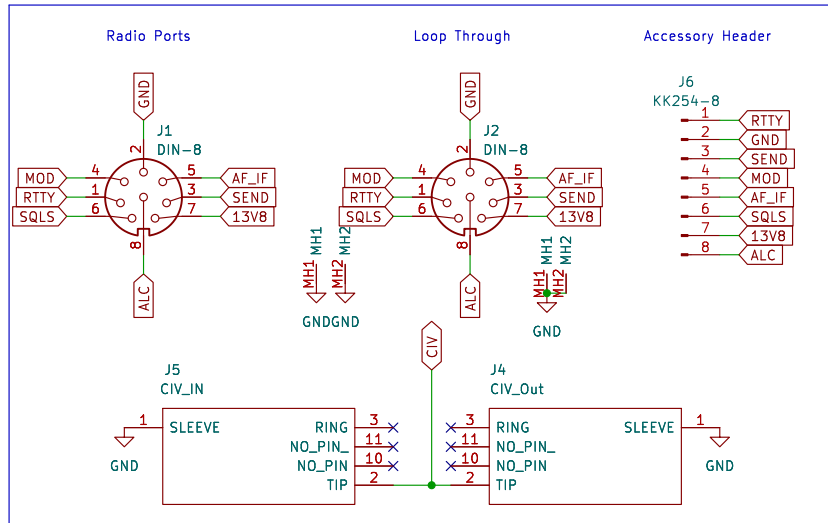 Radio Ports
Loop Through
Accessory Header
GND
J1
DIN-8
2
MOD 4
5 AF_IF
RTTY 1
3 SEND
SQLS 6
7 13V8
8
ALC
GND
J2
DIN-8
2
MOD 4
5 AF_IF
RTTY 1
3 SEND
SQLS 6
7 13V8
8
ALC
J6
KK254-8
1 RTTY
2 GND
3 SEND
4 MOD
5 AF_IF
6 SQLS
7 13V8
8 ALC
MH1 MH1
MH2 MH2
GND GND
MH1 MH1
MH2 MH2
GND
CIV
J5
CIV_IN
1 SLEEVE
GND
RING 3
NO_PIN_ 11
NO_PIN 10
TIP 2
J4
CIV_Out
3 RING
11 NO_PIN_
10 NO_PIN
2 TIP
SLEEVE 1
GND